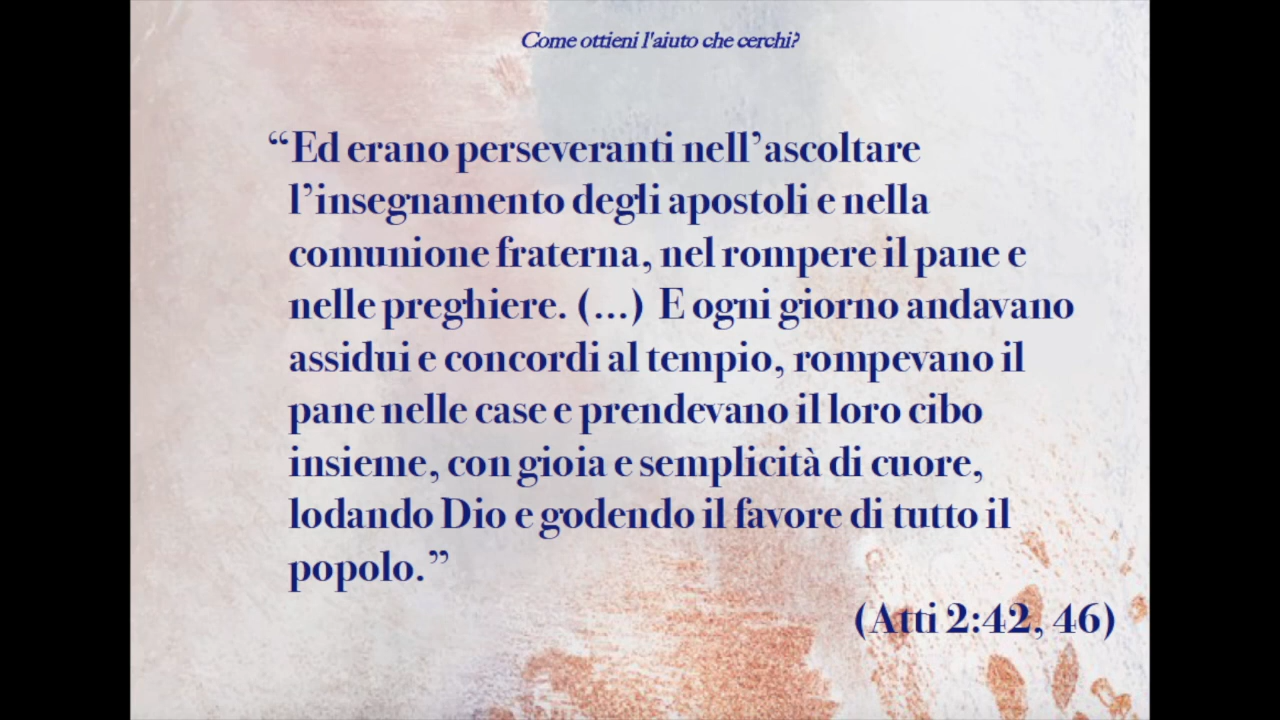 Come ottieni l'aiuto che cerchi?
“Ed erano perseveranti nell’ascoltare
l’insegnamento degli apostoli e nella
comunione fraterna, nel rompere il pane e
nelle preghiere. (…) E ogni giorno andavano
assidui e concordi al tempio, rompevano il
pane nelle case e prendevano il loro cibo
insieme, con gioia e semplicità di cuore,
lodando Dio e godendo il favore di tutto il
popolo.”
(Atti 2:42, 46)